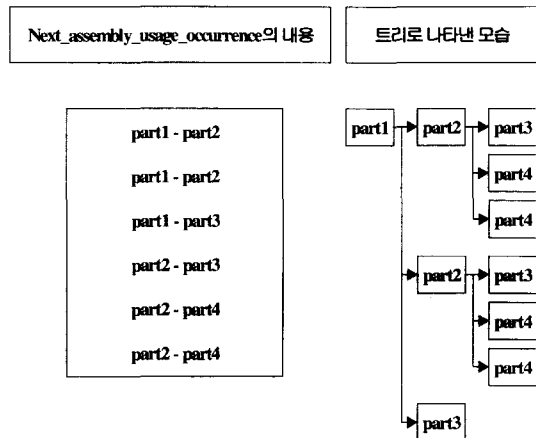 Next_assembly_usage_occurrence의 내용
트리로 나타낸 모습
part1 - part2
part1 - part2
part1 - part3
part2 - part3
part2 - part4
part2 - part4
part1
part2
part3
part4
part4
part2
part3
part4
part4
part3